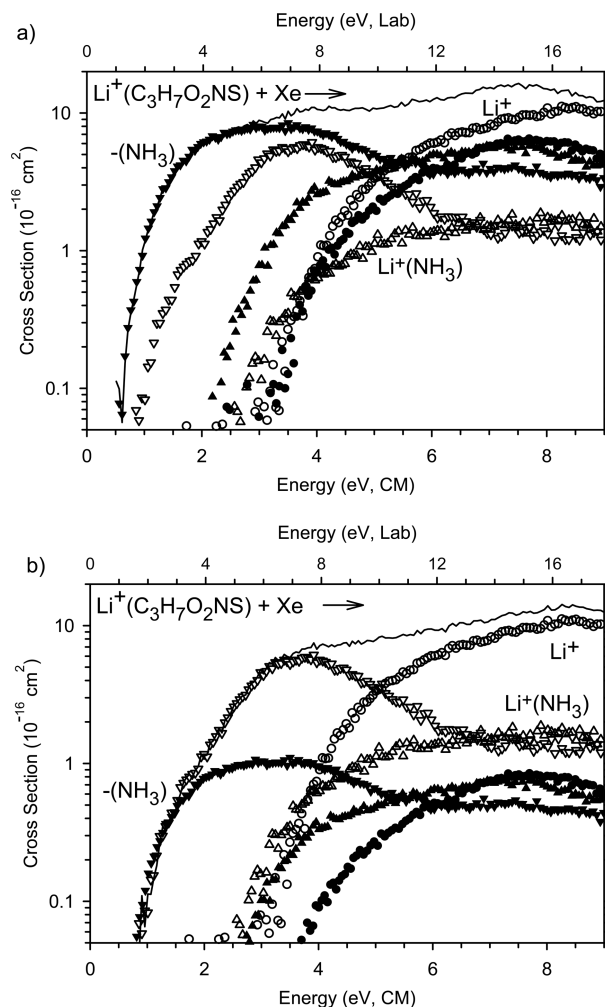 a)
Energy (eV, Lab)
0 4 8 12 16
Li⁺(C₃H₇O₂NS) + Xe →
Li⁺
-(NH₃)
Li⁺(NH₃)
Cross Section (10⁻¹⁶ cm²)
10
1
0.1
0 2 4 6 8
Energy (eV, CM)
b)
Energy (eV, Lab)
0 4 8 12 16
Li⁺(C₃H₇O₂NS) + Xe →
Li⁺
Li⁺(NH₃)
-(NH₃)
Cross Section (10⁻¹⁶ cm²)
10
1
0.1
0 2 4 6 8
Energy (eV, CM)